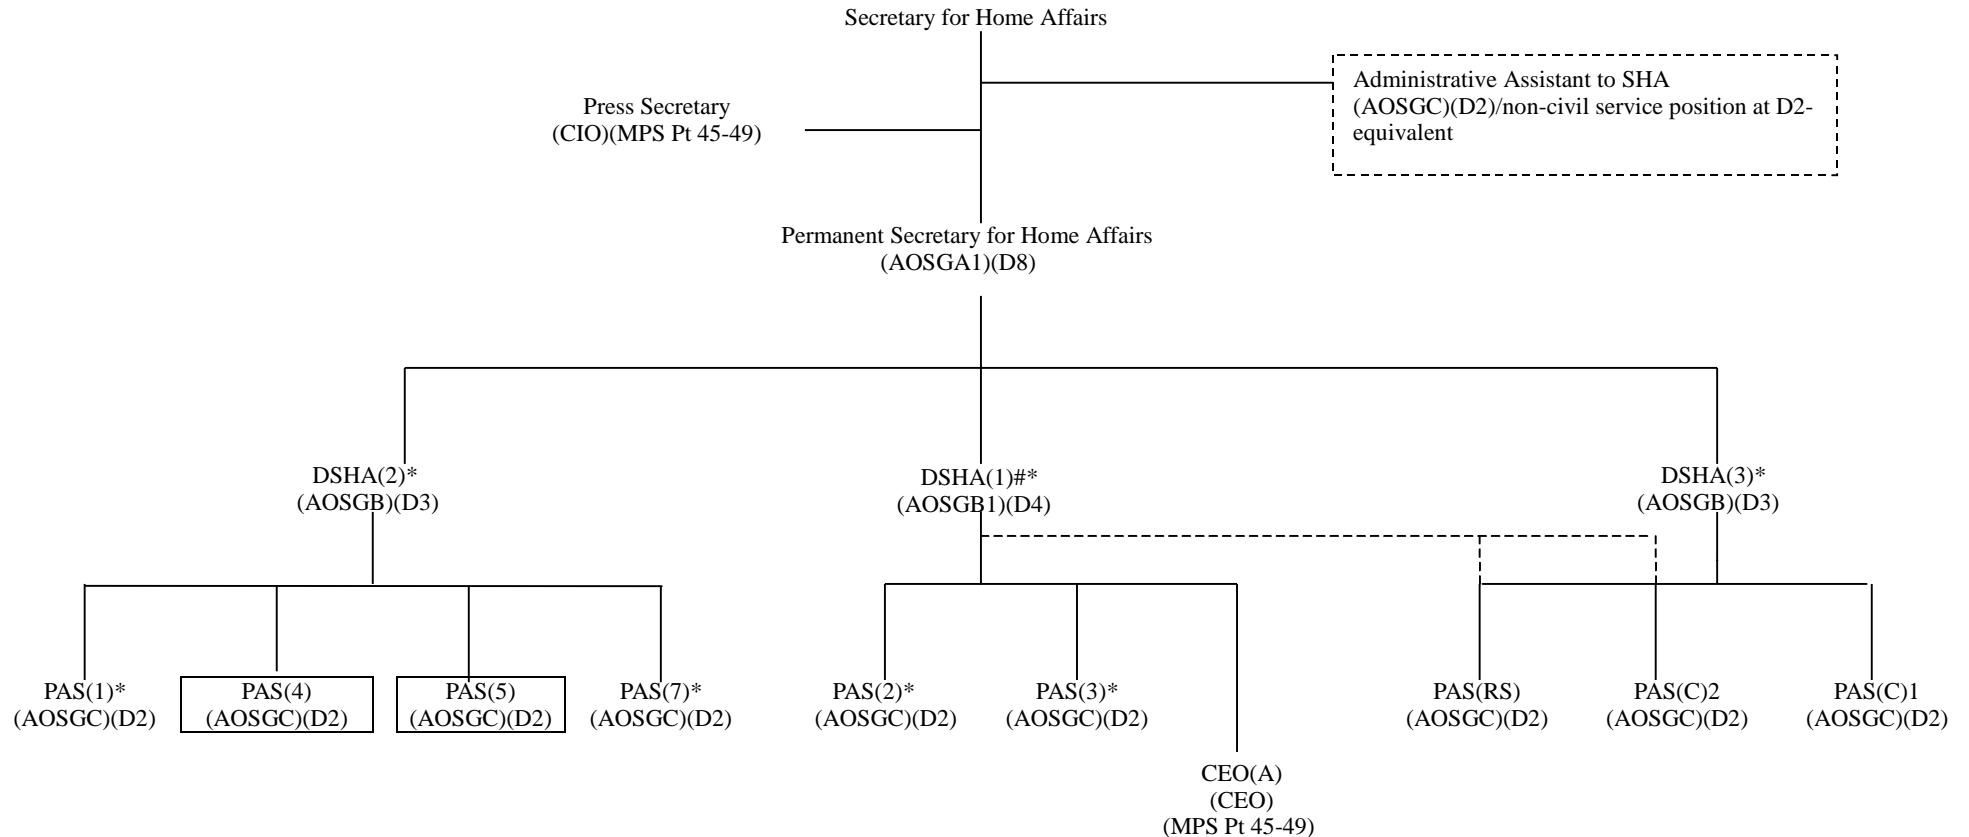 Secretary for Home Affairs
Administrative Assistant to SHA
(AOSGC)(D2)/non-civil service position at D2-
equivalent
Press Secretary
(CIO)(MPS Pt 45-49)
Permanent Secretary for Home Affairs
(AOSGA1)(D8)
DSHA(2)*
(AOSGB)(D3)
DSHA(1)#*
(AOSGB1)(D4)
DSHA(3)*
(AOSGB)(D3)
PAS(1)*
(AOSGC)(D2)
PAS(4)
(AOSGC)(D2)
PAS(5)
(AOSGC)(D2)
PAS(7)*
(AOSGC)(D2)
PAS(2)*
(AOSGC)(D2)
PAS(3)*
(AOSGC)(D2)
CEO(A)
(CEO)
(MPS Pt 45-49)
PAS(RS)
(AOSGC)(D2)
PAS(C)2
(AOSGC)(D2)
PAS(C)1
(AOSGC)(D2)